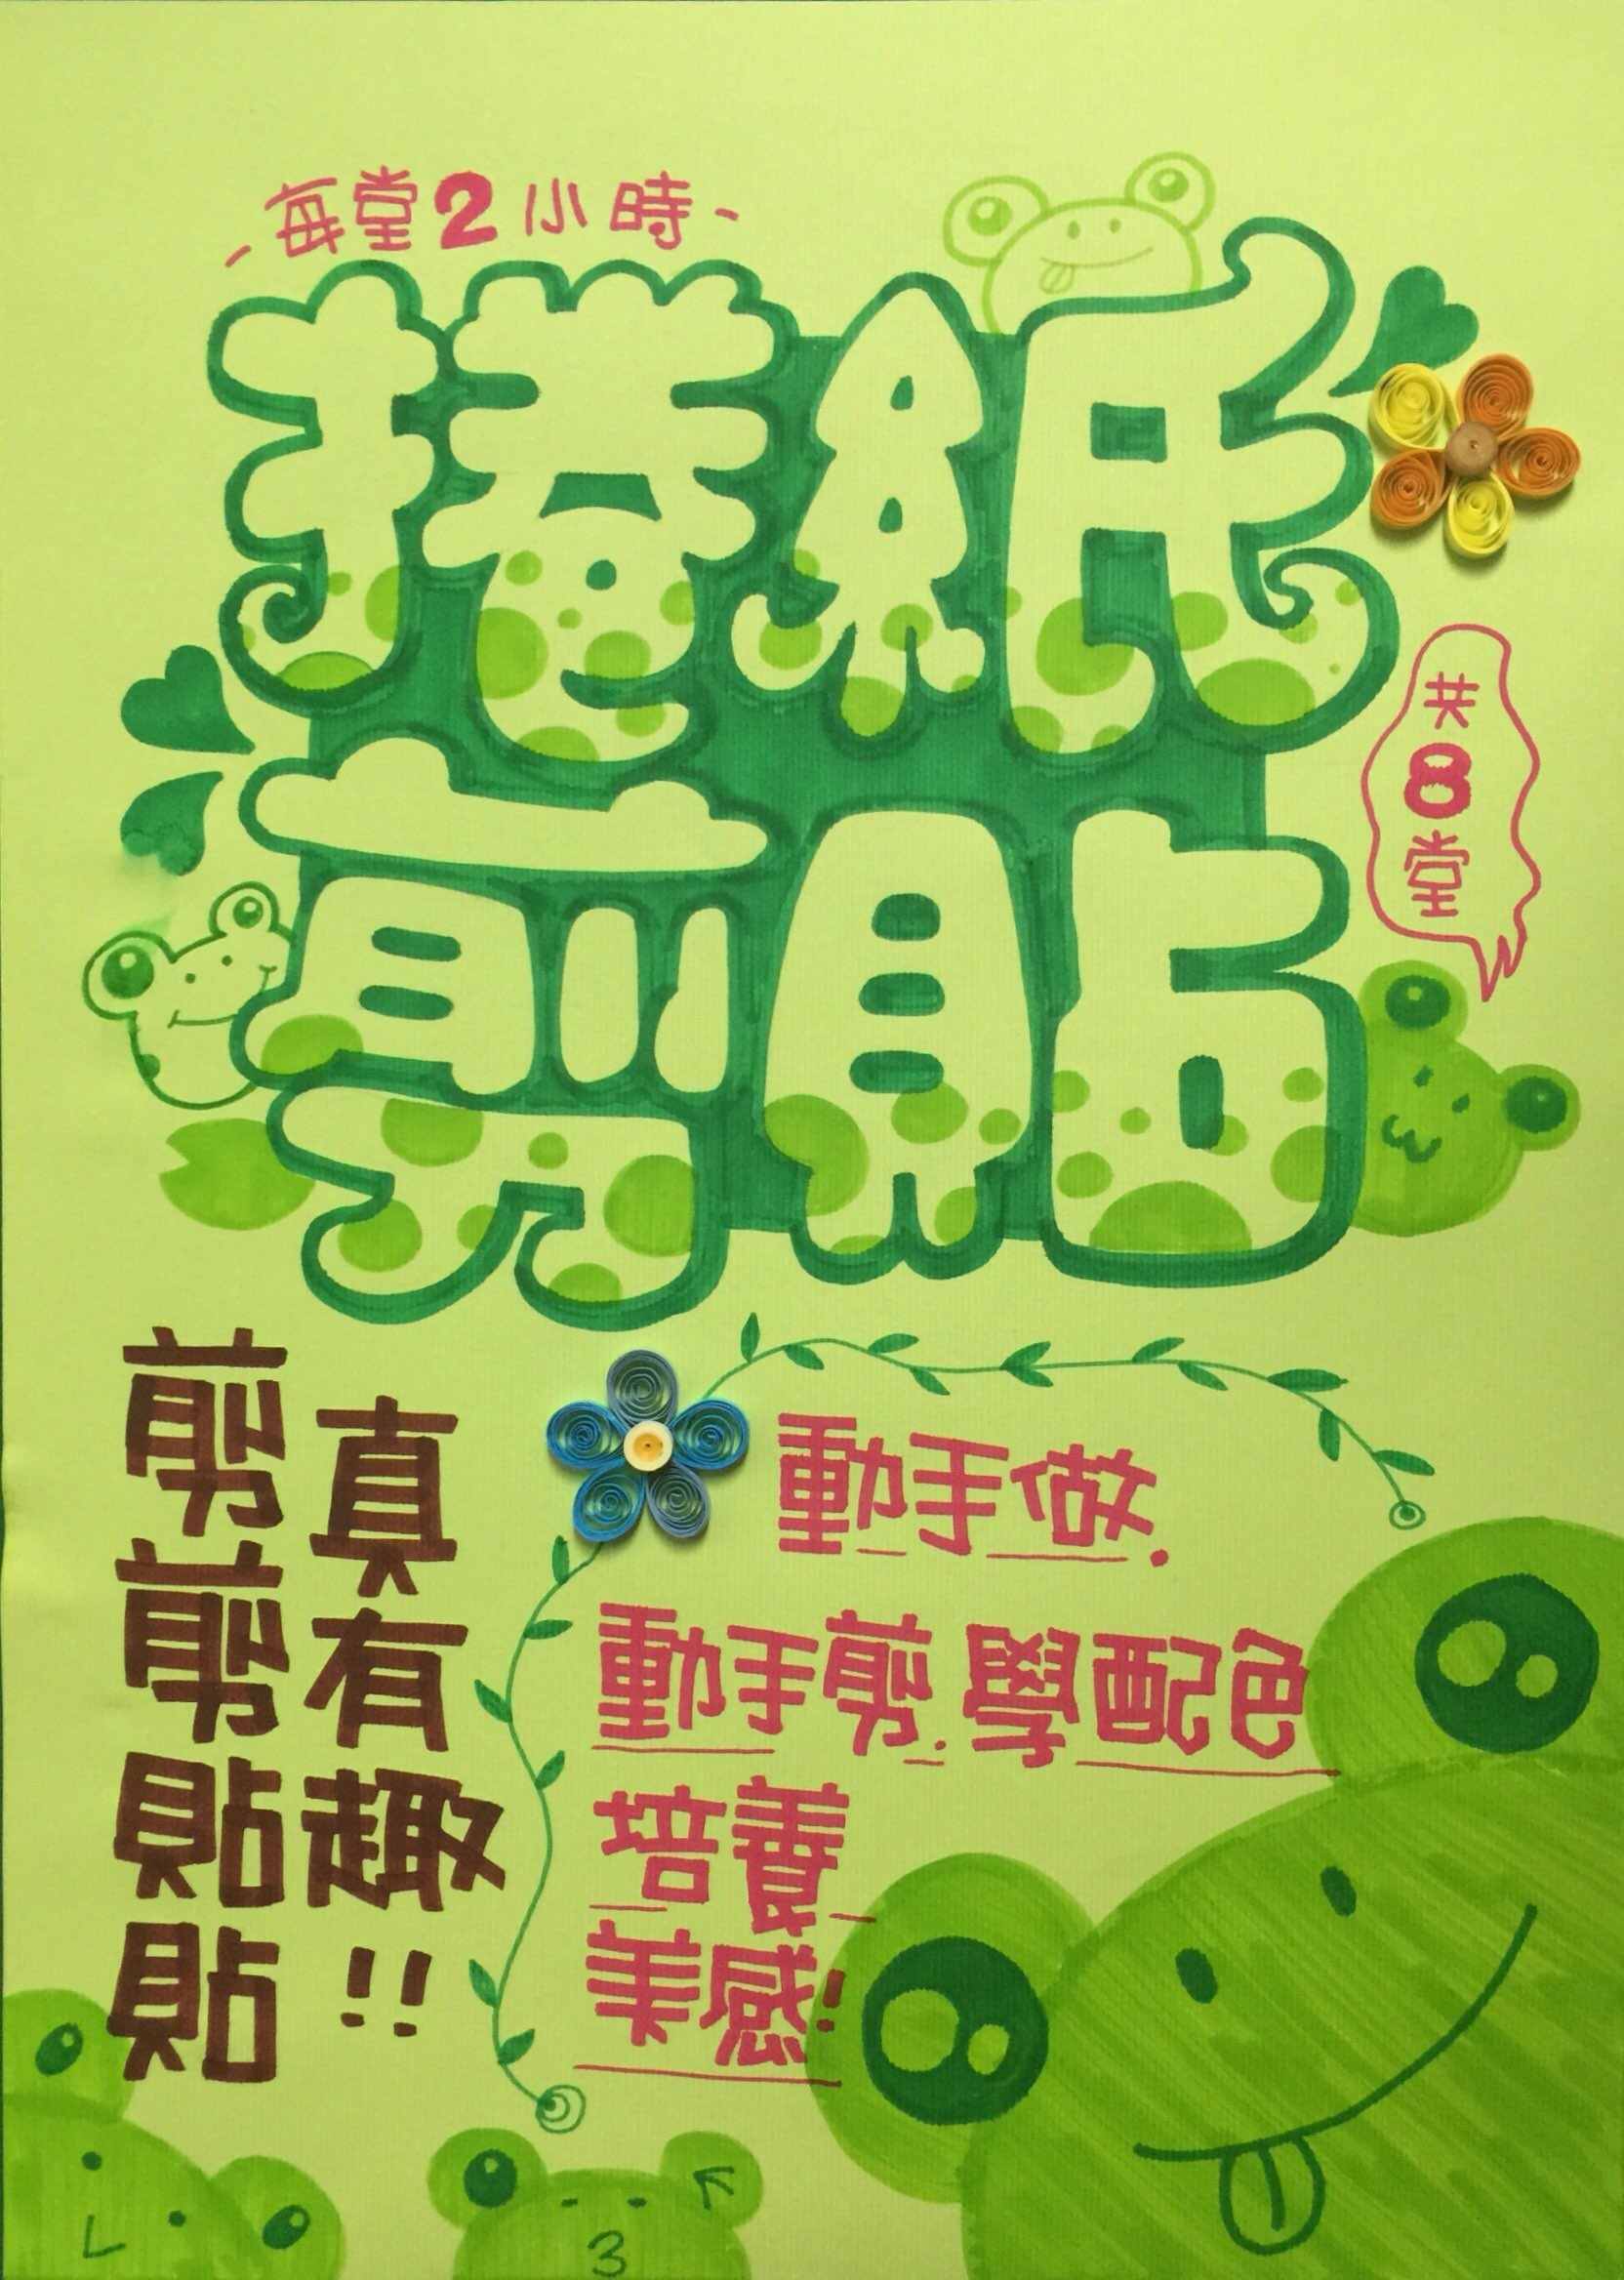 每堂2小時
捲紙
剪貼
共8堂
剪剪貼貼
真有趣!!
動手做.
動手剪.學配色
培養
美感!